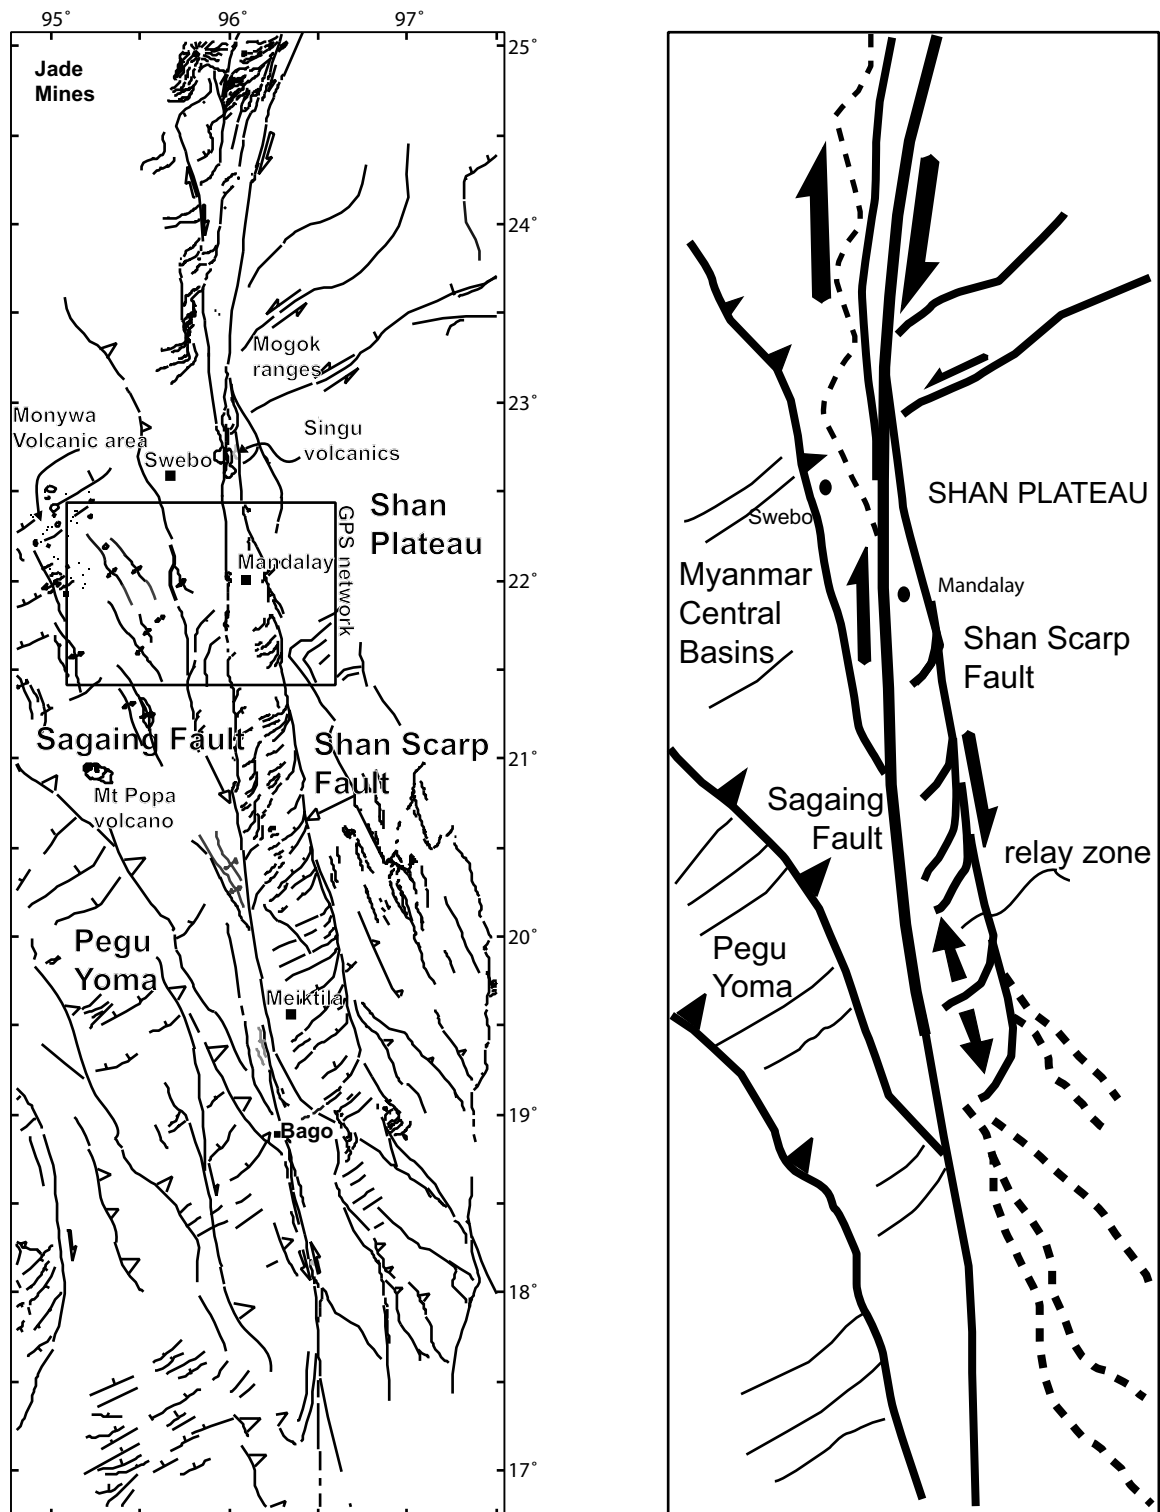 95˚
96˚
97˚
25˚
Jade
Mines
24˚
Mogok
ranges
23˚
Monywa
Volcanic area
Singu
volcanics
Swebo
Shan
Plateau
GPS network
Mandalay
22˚
Sagaing Fault
Shan Scarp
Fault
21˚
Mt Popa
volcano
20˚
Pegu
Yoma
Meiktila
19˚
Bago
18˚
17˚
SHAN PLATEAU
Swebo
Myanmar
Central
Basins
Mandalay
Shan Scarp
Fault
Sagaing
Fault
relay zone
Pegu
Yoma